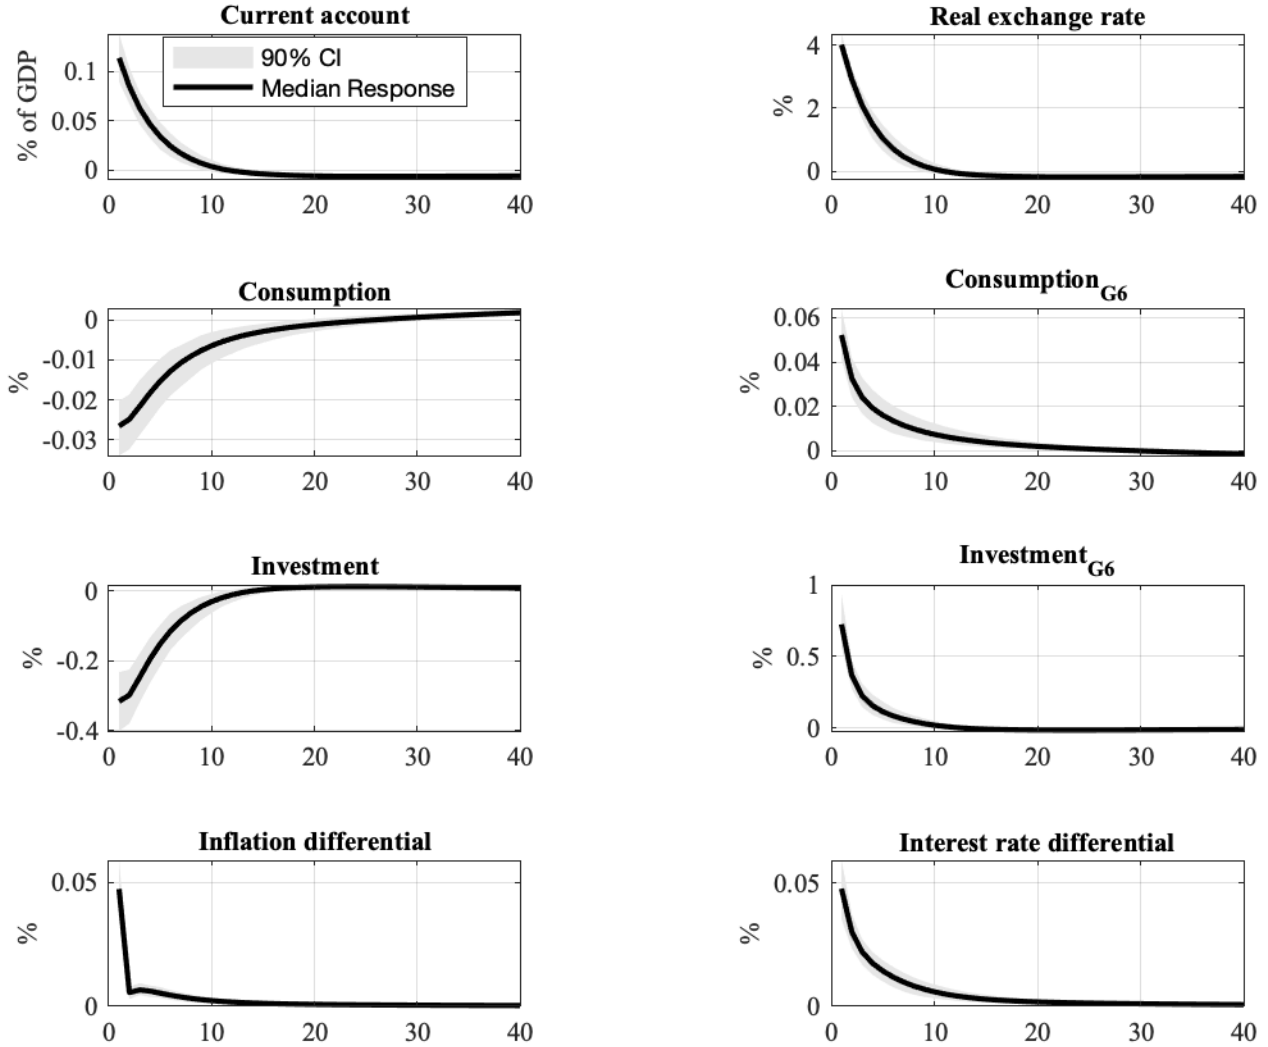 Current account
% of GDP
0.1
0.05
0
0 10 20 30 40
90% CI
Median Response
Real exchange rate
%
4
2
0
0 10 20 30 40
Consumption
%
0
-0.01
-0.02
-0.03
0 10 20 30 40
Consumption G6
%
0.06
0.04
0.02
0
0 10 20 30 40
Investment
%
0
-0.2
-0.4
0 10 20 30 40
Investment G6
%
1
0.5
0
0 10 20 30 40
Inflation differential
%
0.05
0
0 10 20 30 40
Interest rate differential
%
0.05
0
0 10 20 30 40